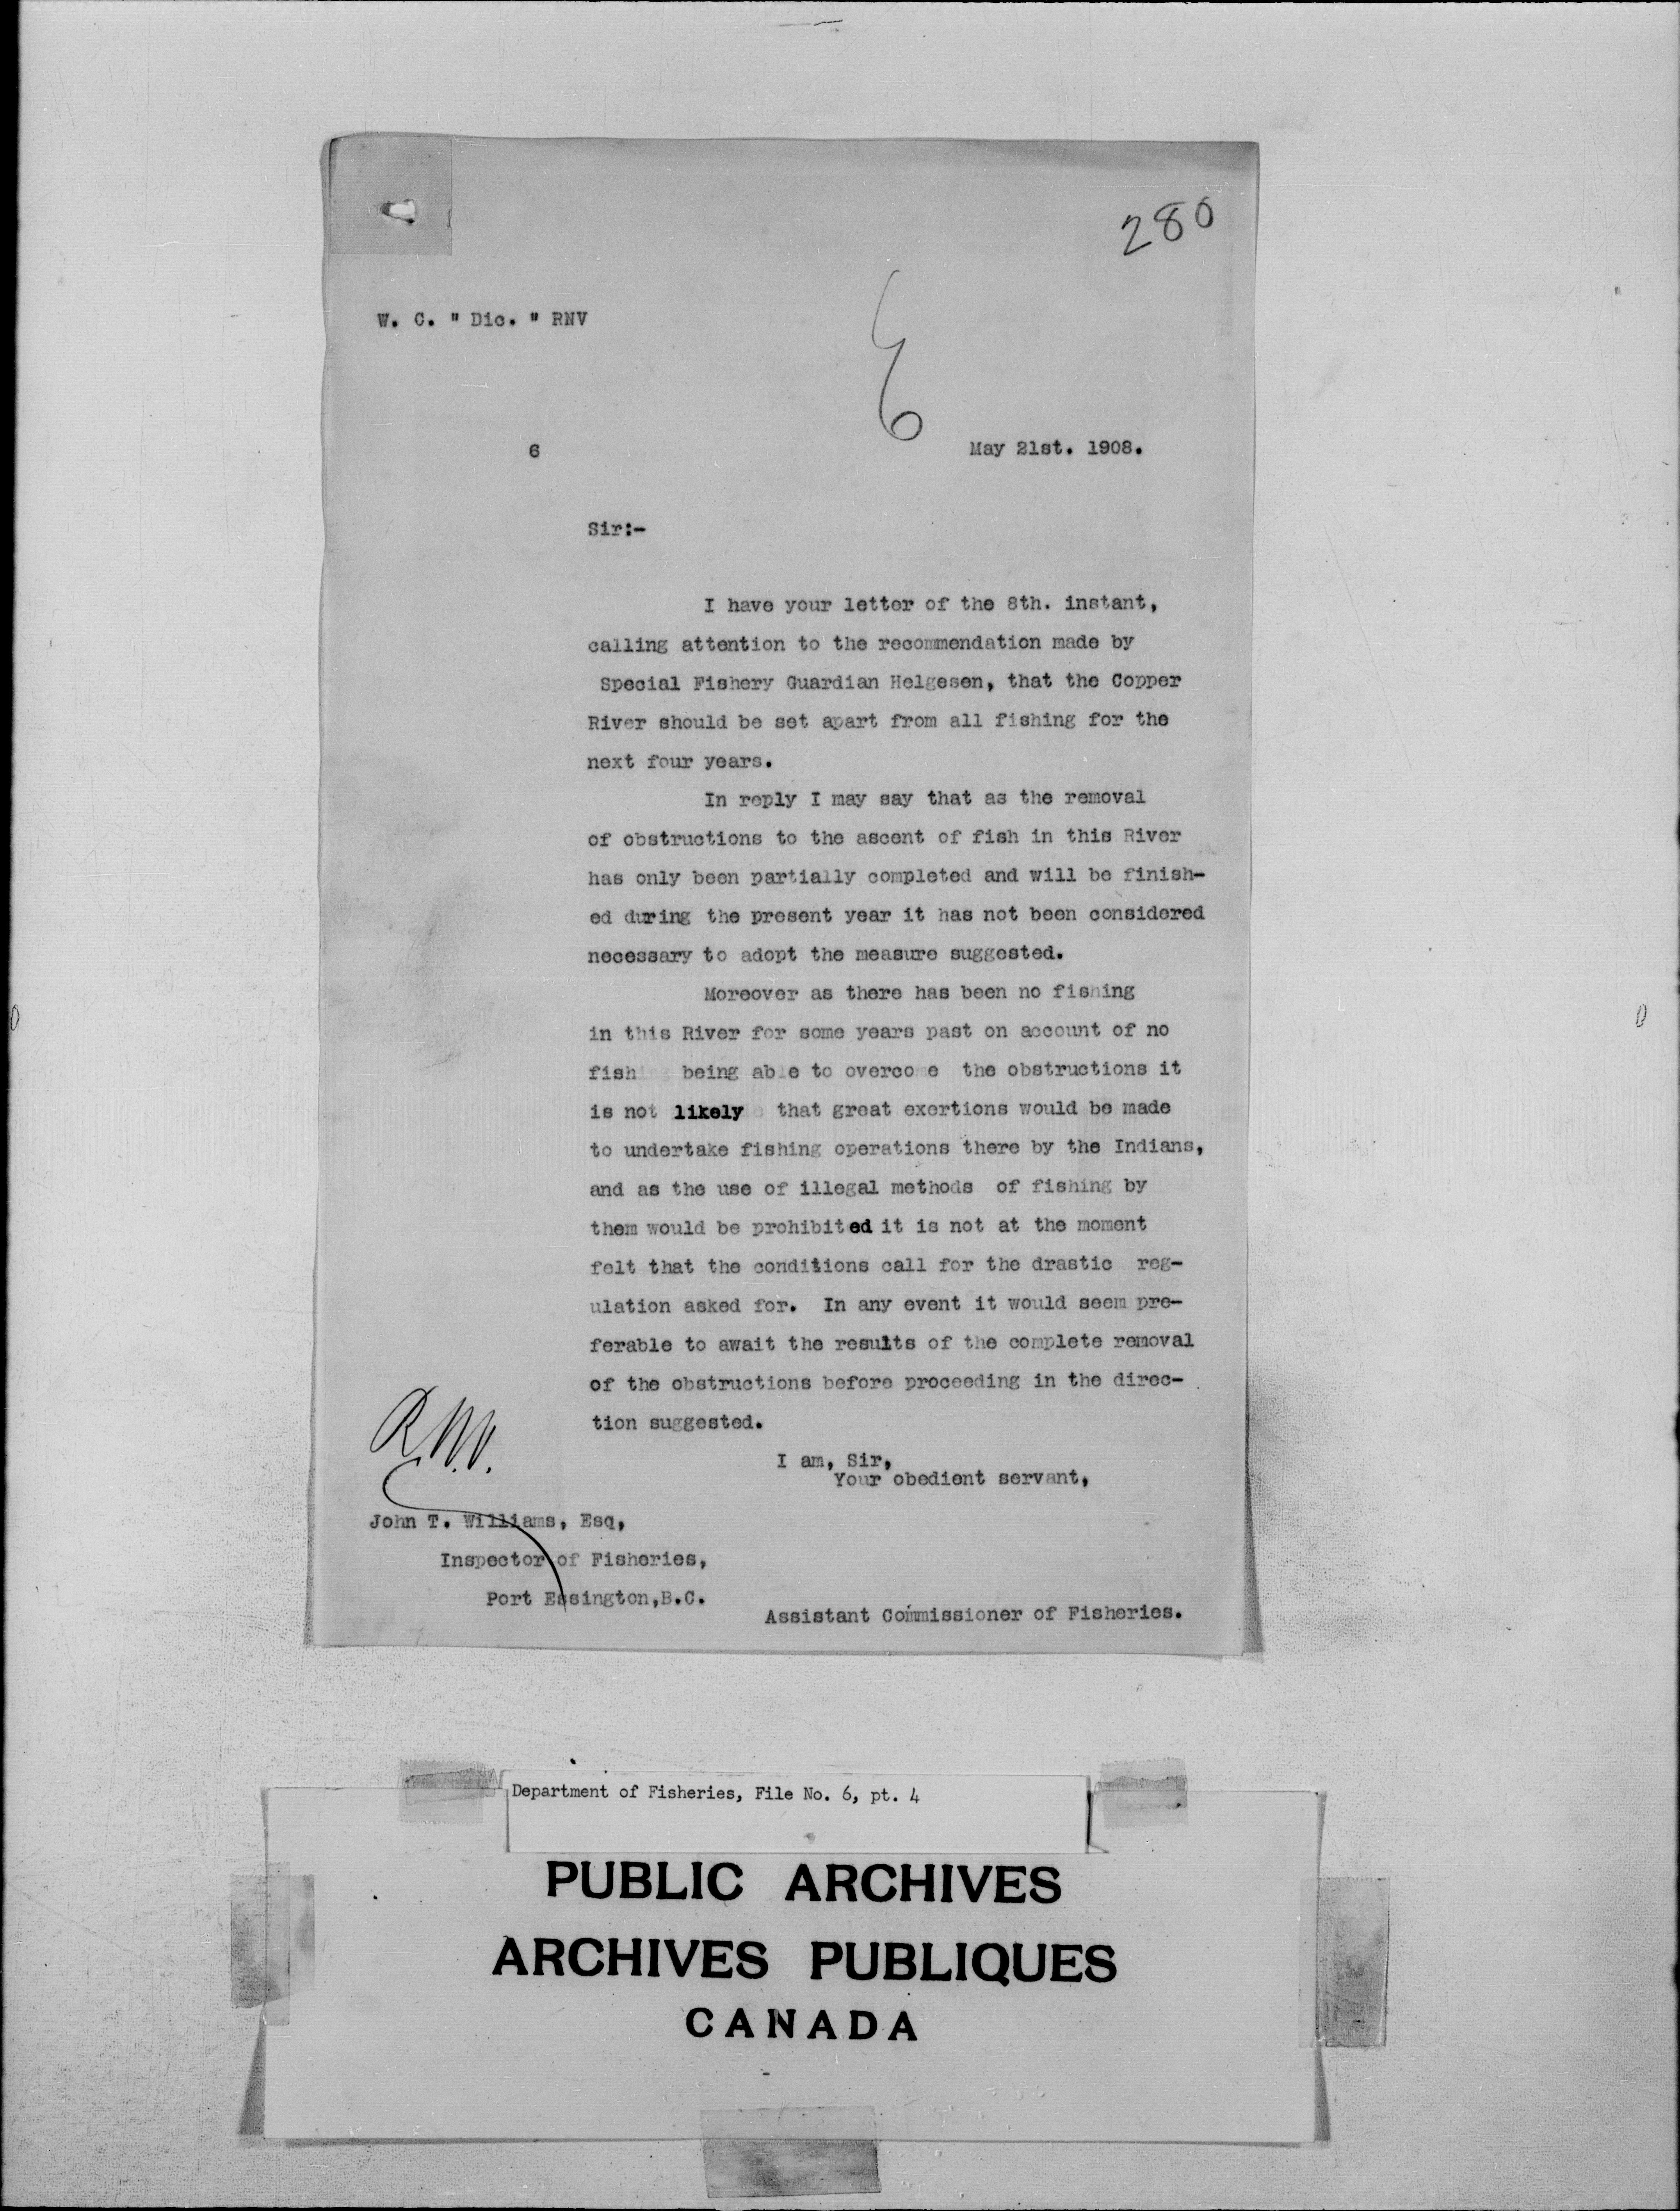 280
W. C. " Dic. " RNV
6
6 May 21st. 1908.
Sir:-
I have your letter of the 8th. instant,
calling attention to the recommendation made by
Special Fishery Guardian Helgesen, that the Copper
River should be set apart from all fishing for the
next four years.
In reply I may say that as the removal
of obstructions to the ascent of fish in this River
has only been partially completed and will be finish-
ed during the present year it has not been considered
necessary to adopt the measure suggested.
Moreover as there has been no fishing
in this River for some years past on account of no
fish being able to overcome the obstructions it
is not likely that great exertions would be made
to undertake fishing operations there by the Indians,
and as the use of illegal methods of fishing by
them would be prohibited it is not at the moment
felt that the conditions call for the drastic reg-
ulation asked for. In any event it would seem pre-
ferable to await the results of the complete removal
of the obstructions before proceeding in the direc-
tion suggested.
I am, Sir,
Your obedient servant,
R.N.V.
John T. Williams, Esq,
Inspector of Fisheries,
Port Essington,B.C.
Assistant Commissioner of Fisheries.
Department of Fisheries, File No. 6, pt. 4
PUBLIC ARCHIVES
ARCHIVES PUBLIQUES
CANADA